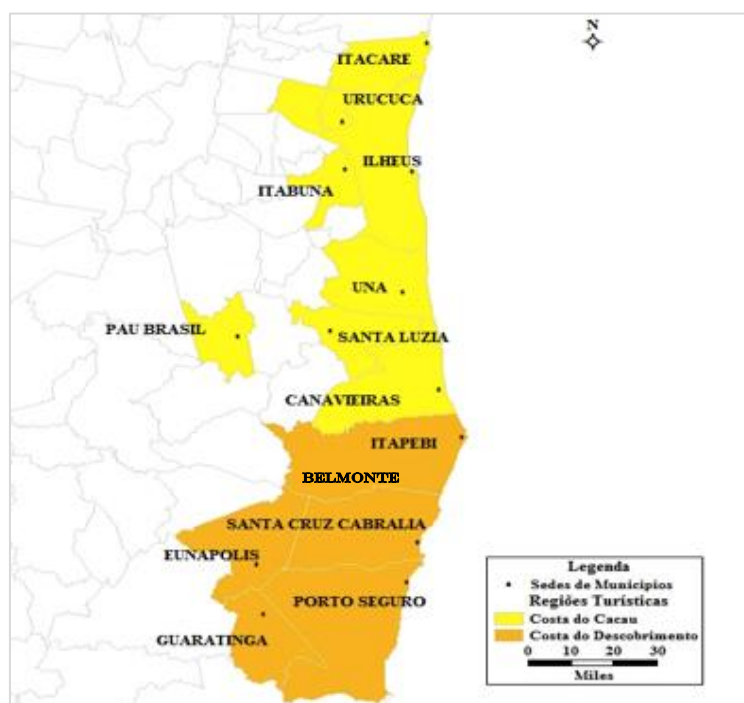 N
ITACARE
URUCUCA
ILHEUS
ITABUNA
UNA
PAU BRASIL
SANTA LUZIA
CANAVIEIRAS
ITAPEBI
BELMONTE
SANTA CRUZ CABRALIA
EUNAPOLIS
PORTO SEGURO
GUARATINGA
Legenda
Sedes de Municípios
Regiões Turísticas
Costa do Cacau
Costa do Descobrimento
0 10 20 30
Miles